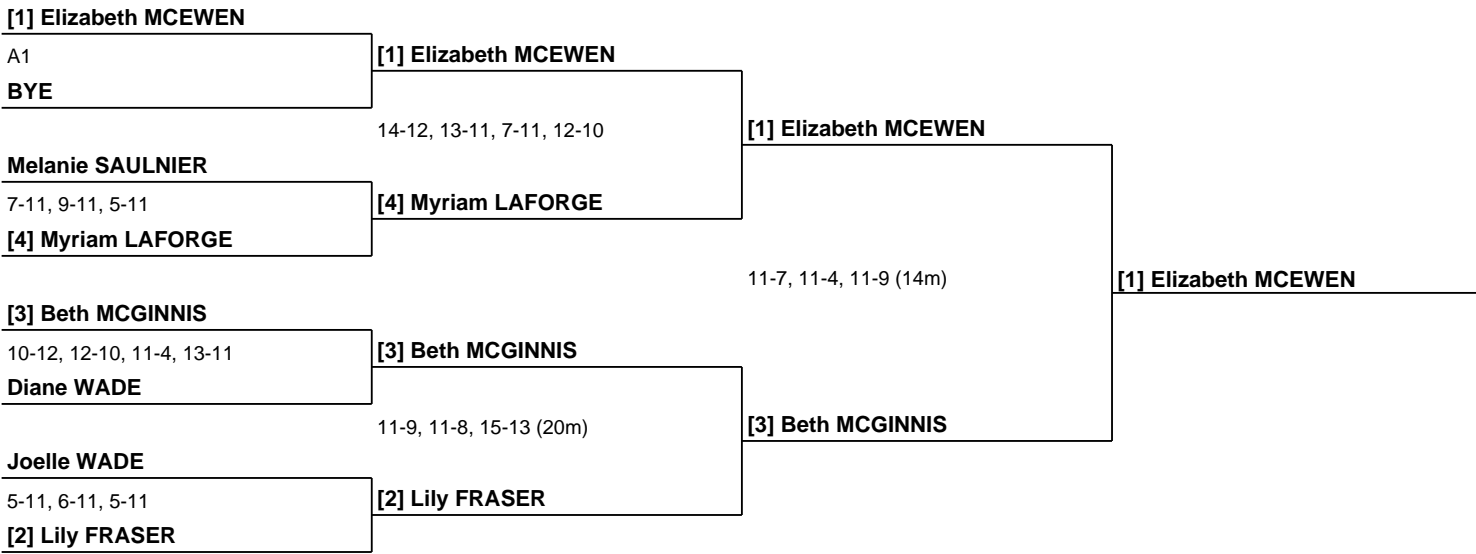 [1] Elizabeth MCEWEN
A1
[1] Elizabeth MCEWEN
BYE
14-12, 13-11, 7-11, 12-10
[1] Elizabeth MCEWEN
Melanie SAULNIER
7-11, 9-11, 5-11
[4] Myriam LAFORGE
[4] Myriam LAFORGE
11-7, 11-4, 11-9 (14m)
[1] Elizabeth MCEWEN
[3] Beth MCGINNIS
10-12, 12-10, 11-4, 13-11
[3] Beth MCGINNIS
Diane WADE
11-9, 11-8, 15-13 (20m)
[3] Beth MCGINNIS
Joelle WADE
5-11, 6-11, 5-11
[2] Lily FRASER
[2] Lily FRASER